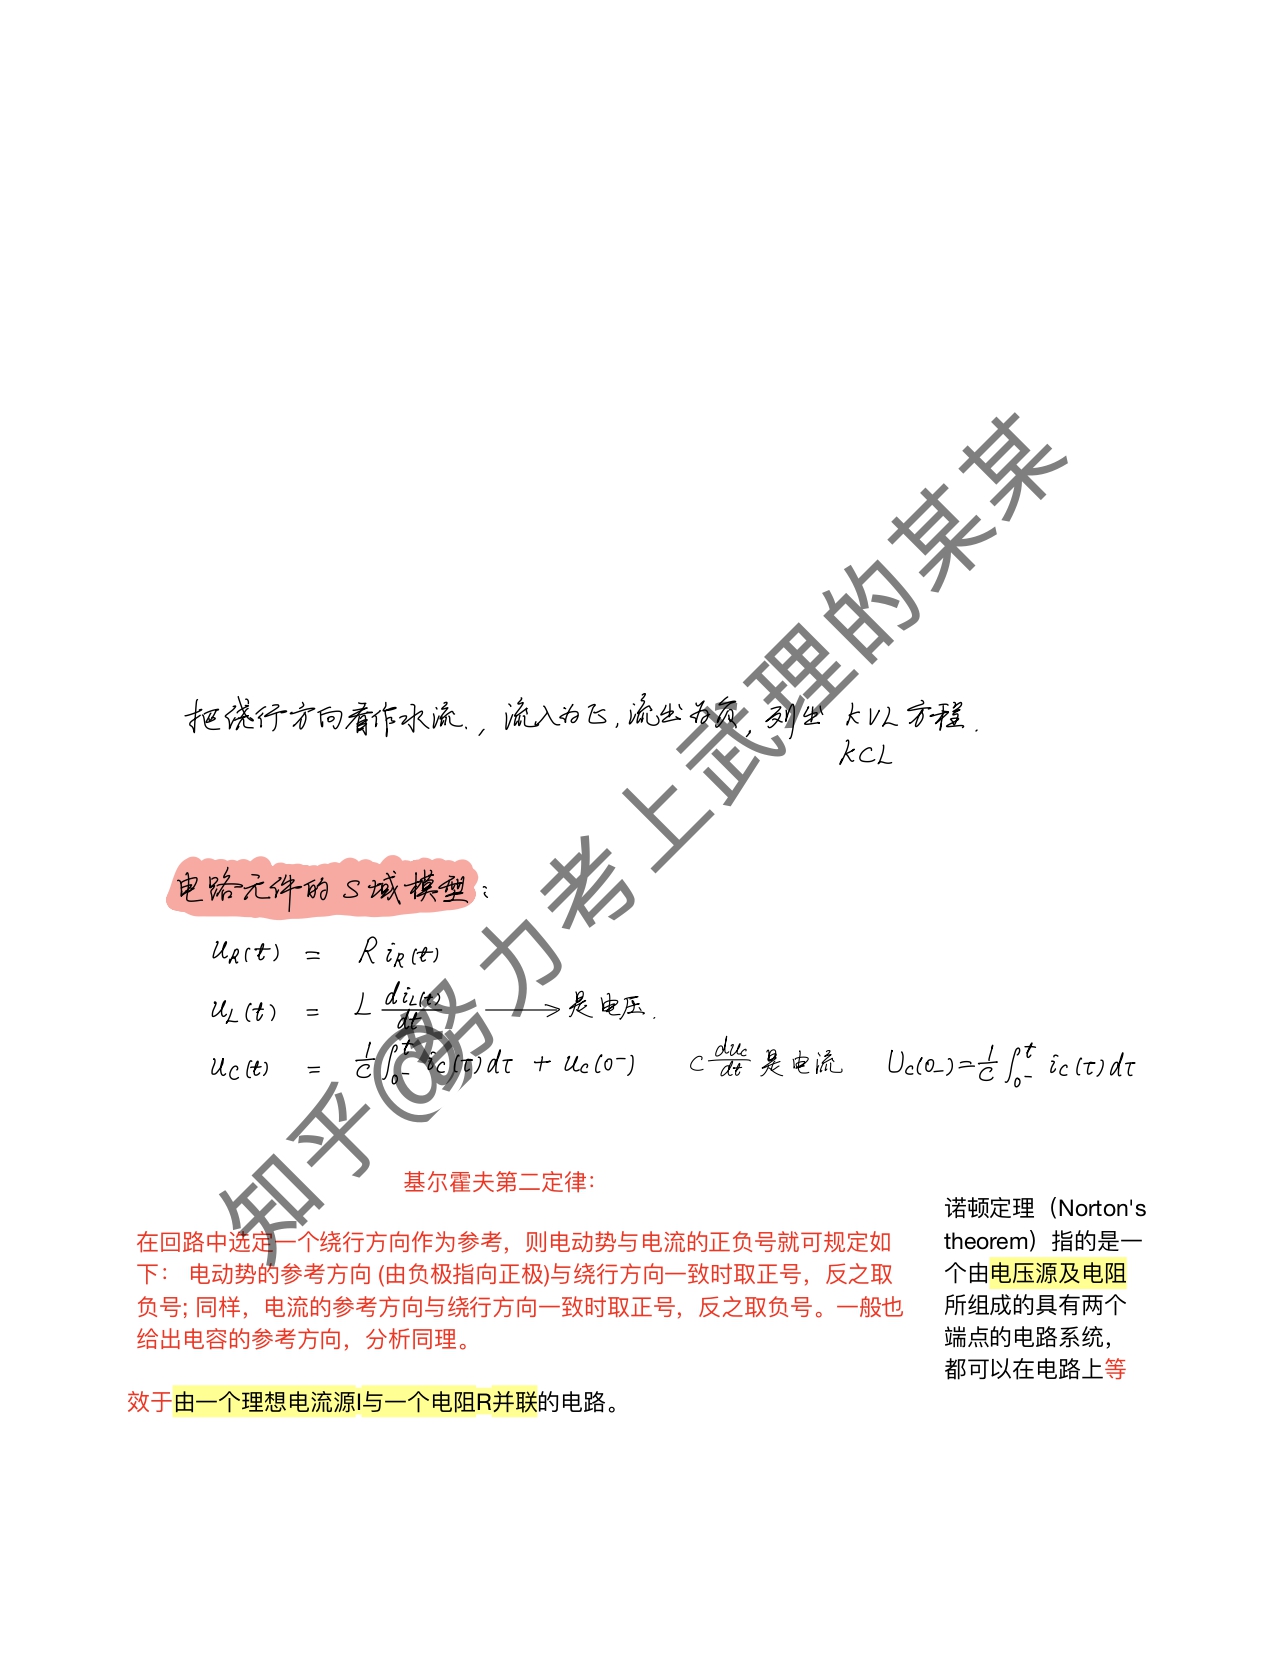 把绕行方向看作水流.，流入为正，流出为负，列出 KVL 方程.
KCL
电路元件的 S 域模型：
u_R(t) = R i_R(t)
u_L(t) = L di_L(t)/dt ⟶ 是电压.
u_C(t) = 1/C ∫_{0-}^{t} i_C(τ)dτ + u_C(0-) C du_C/dt 是电流 U_C(0_-)=1/C ∫_{0-}^{t} i_C(τ)dτ
基尔霍夫第二定律：
在回路中选定一个绕行方向作为参考，则电动势与电流的正负号就可规定如
下： 电动势的参考方向 (由负极指向正极)与绕行方向一致时取正号，反之取
负号; 同样，电流的参考方向与绕行方向一致时取正号，反之取负号。一般也
给出电容的参考方向，分析同理。
诺顿定理（Norton's
theorem）指的是一
个由电压源及电阻
所组成的具有两个
端点的电路系统，
都可以在电路上等
效于由一个理想电流源I与一个电阻R并联的电路。
知乎@努力考上武理的某某